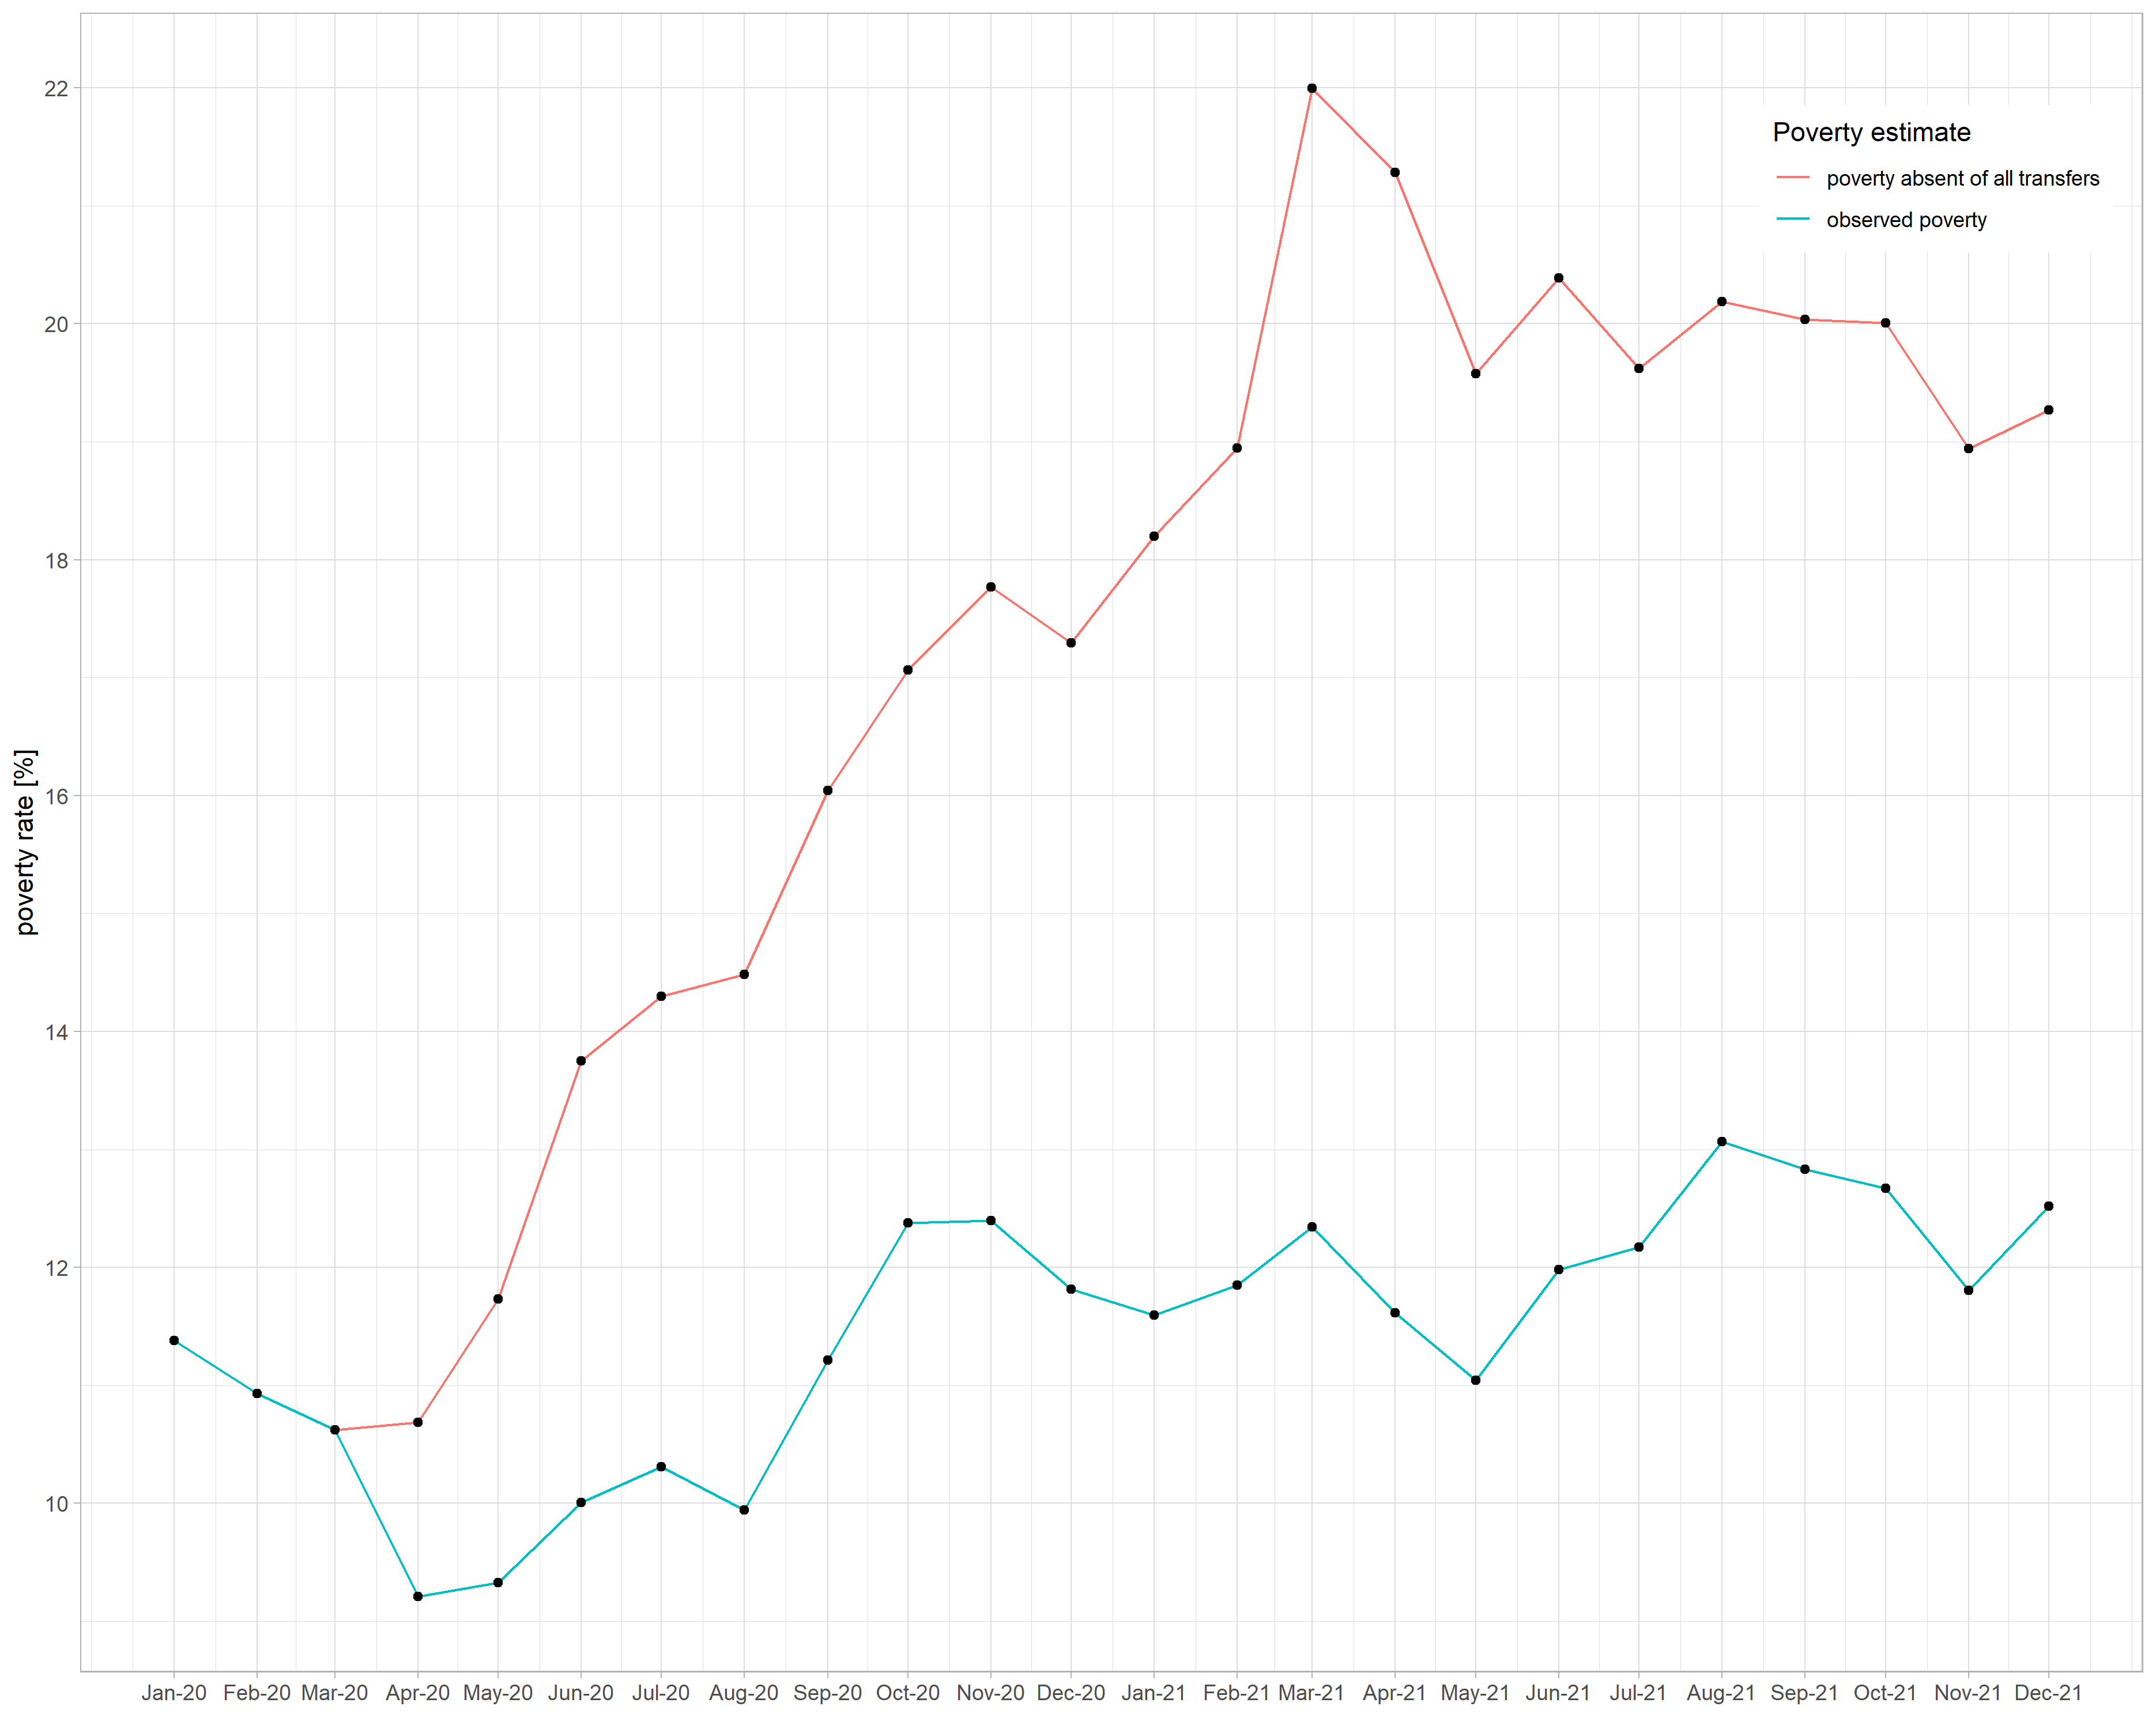 poverty rate [%]
22
20
18
16
14
12
10
Poverty estimate
poverty absent of all transfers
observed poverty
Jan-20 Feb-20 Mar-20 Apr-20 May-20 Jun-20 Jul-20 Aug-20 Sep-20 Oct-20 Nov-20 Dec-20 Jan-21 Feb-21 Mar-21 Apr-21 May-21 Jun-21 Jul-21 Aug-21 Sep-21 Oct-21 Nov-21 Dec-21